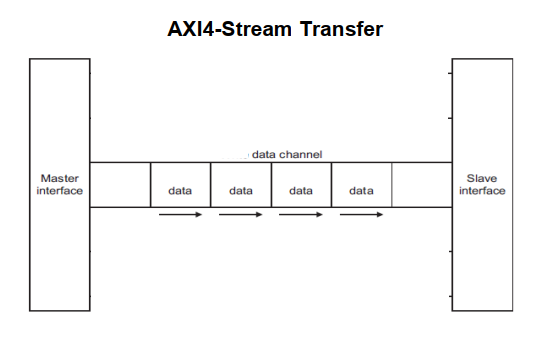 AXI4-Stream Transfer
data channel
Master
interface
data
data
data
data
Slave
interface